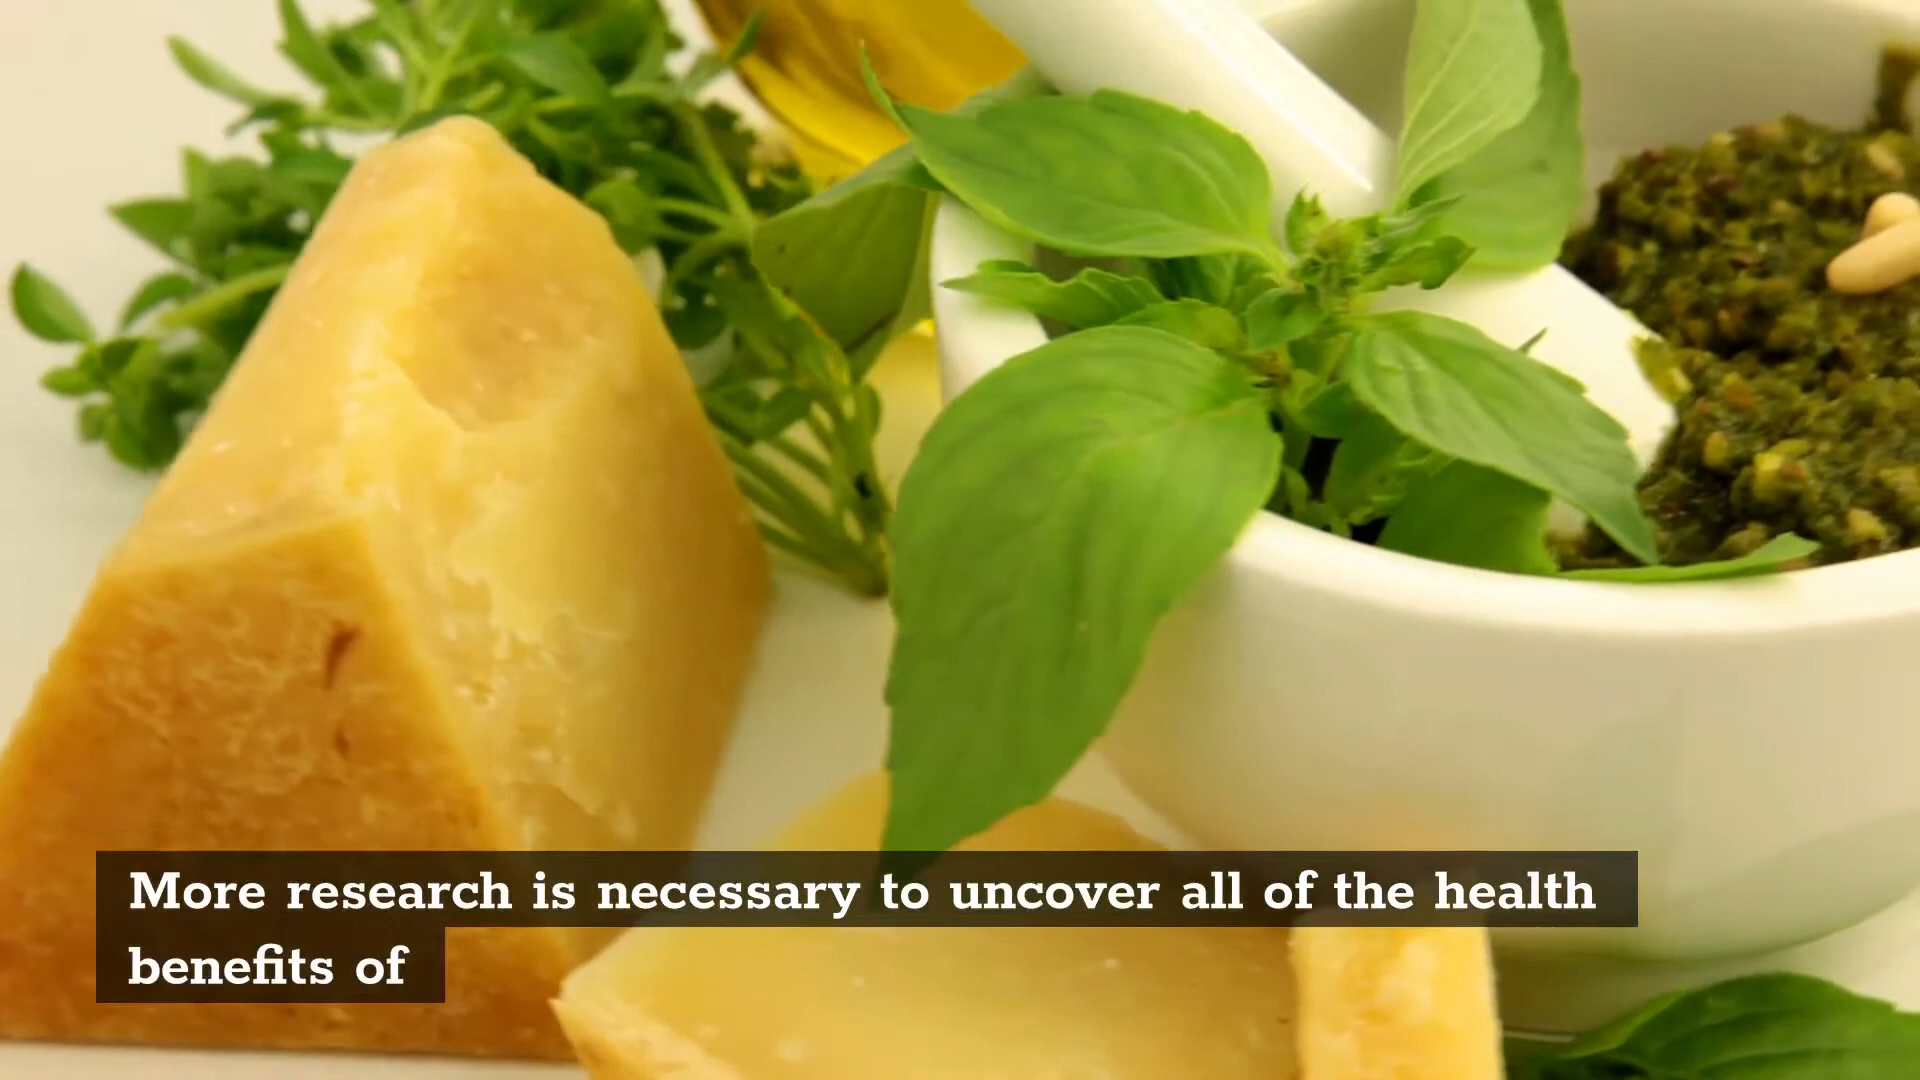 More research is necessary to uncover all of the health
benefits of